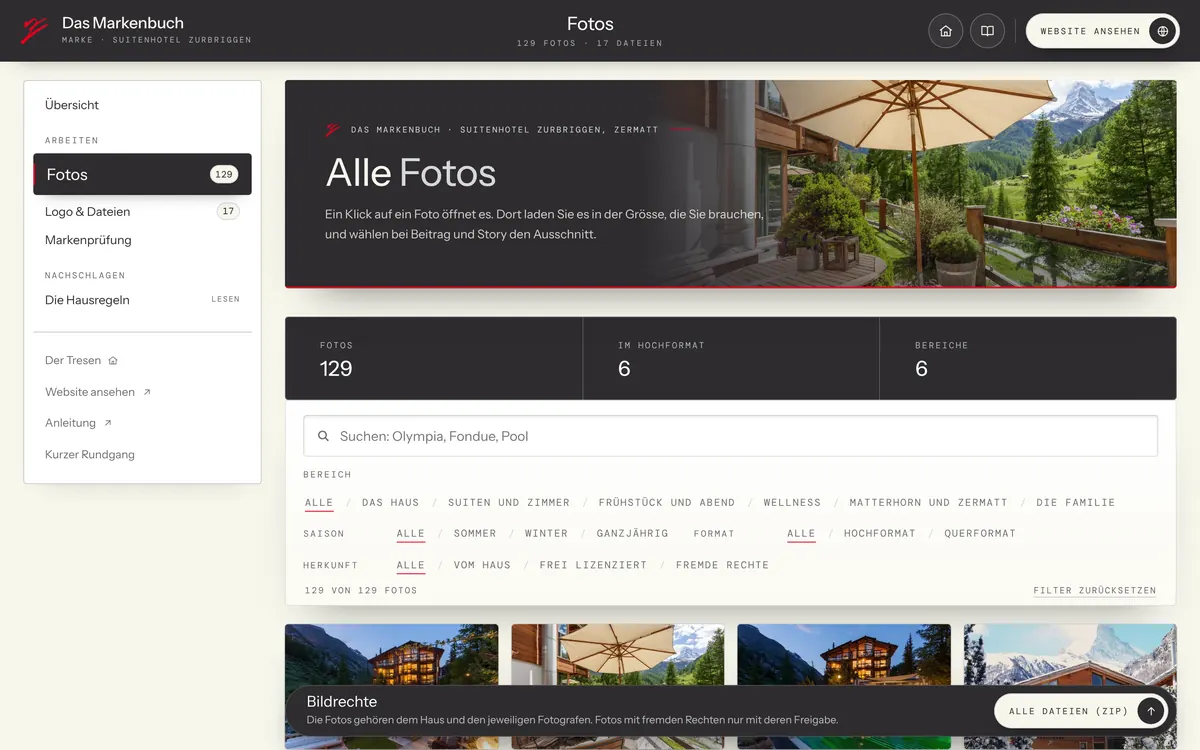 Das Markenbuch
MARKE · SUITENHOTEL ZURBRIGGEN
Fotos
129 FOTOS · 17 DATEIEN
WEBSITE ANSEHEN
Übersicht
ARBEITEN
Fotos 129
Logo & Dateien 17
Markenprüfung
NACHSCHLAGEN
Die Hausregeln LESEN
Der Tresen
Website ansehen ↗
Anleitung ↗
Kurzer Rundgang
DAS MARKENBUCH · SUITENHOTEL ZURBRIGGEN, ZERMATT
Alle Fotos
Ein Klick auf ein Foto öffnet es. Dort laden Sie es in der Grösse, die Sie brauchen,
und wählen bei Beitrag und Story den Ausschnitt.
FOTOS
129
IM HOCHFORMAT
6
BEREICHE
6
Suchen: Olympia, Fondue, Pool
BEREICH
ALLE / DAS HAUS / SUITEN UND ZIMMER / FRÜHSTÜCK UND ABEND / WELLNESS / MATTERHORN UND ZERMATT / DIE FAMILIE
SAISON ALLE / SOMMER / WINTER / GANZJÄHRIG FORMAT ALLE / HOCHFORMAT / QUERFORMAT
HERKUNFT ALLE / VOM HAUS / FREI LIZENZIERT / FREMDE RECHTE
129 VON 129 FOTOS FILTER ZURÜCKSETZEN
Bildrechte
Die Fotos gehören dem Haus und den jeweiligen Fotografen. Fotos mit fremden Rechten nur mit deren Freigabe.
ALLE DATEIEN (ZIP) ↑